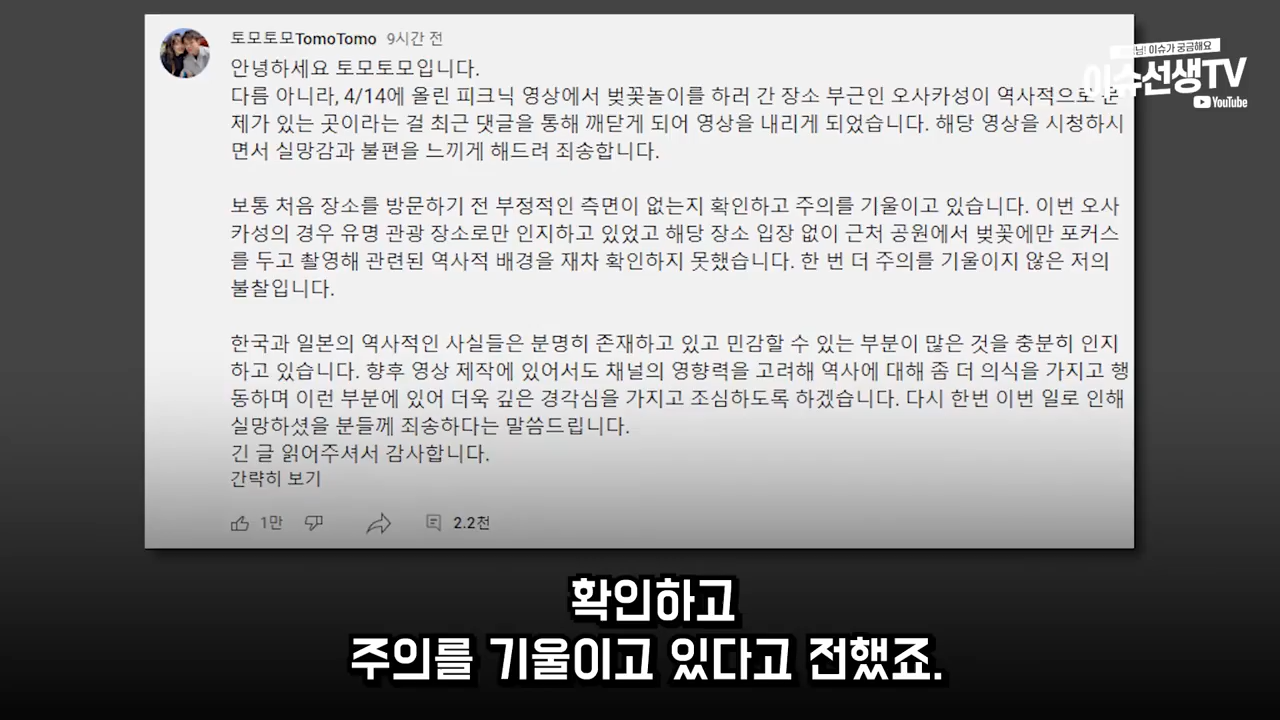 토모토모TomoTomo 9시간 전
안녕하세요 토모토모입니다.
다름 아니라, 4/14에 올린 피크닉 영상에서 벚꽃놀이를 하러 간 장소 부근인 오사카성이 역사적으로 문
제가 있는 곳이라는 걸 최근 댓글을 통해 깨닫게 되어 영상을 내리게 되었습니다. 해당 영상을 시청하시
면서 실망감과 불편을 느끼게 해드려 죄송합니다.
보통 처음 장소를 방문하기 전 부정적인 측면이 없는지 확인하고 주의를 기울이고 있습니다. 이번 오사
카성의 경우 유명 관광 장소로만 인지하고 있었고 해당 장소 입장 없이 근처 공원에서 벚꽃에만 포커스
를 두고 촬영해 관련된 역사적 배경을 재차 확인하지 못했습니다. 한 번 더 주의를 기울이지 않은 저의
불찰입니다.
한국과 일본의 역사적인 사실들은 분명히 존재하고 있고 민감할 수 있는 부분이 많은 것을 충분히 인지
하고 있습니다. 향후 영상 제작에 있어서도 채널의 영향력을 고려해 역사에 대해 좀 더 의식을 가지고 행
동하며 이런 부분에 있어 더욱 깊은 경각심을 가지고 조심하도록 하겠습니다. 다시 한번 이번 일로 인해
실망하셨을 분들께 죄송하다는 말씀드립니다.
긴 글 읽어주셔서 감사합니다.
간략히 보기
1만 2.2천
님! 이슈가 궁금해요
이슈선생TV
YouTube
확인하고
주의를 기울이고 있다고 전했죠.